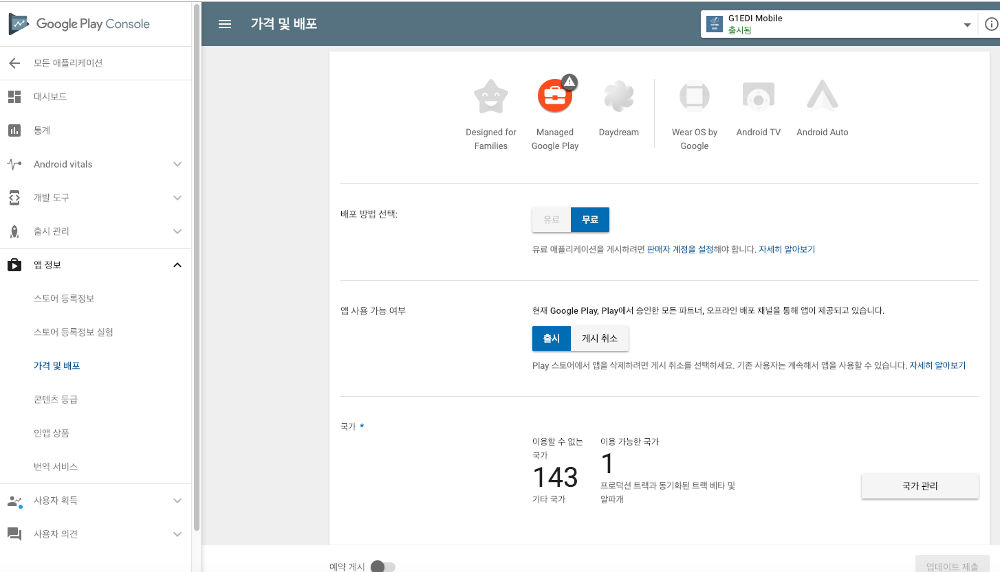 Google Play Console
모든 애플리케이션
대시보드
통계
Android vitals
개발 도구
출시 관리
앱 정보
스토어 등록정보
스토어 등록정보 실험
가격 및 배포
콘텐츠 등급
인앱 상품
번역 서비스
사용자 획득
사용자 의견
가격 및 배포
G1EDI Mobile
출시됨
Designed for
Families
Managed
Google Play
Daydream
Wear OS by
Google
Android TV
Android Auto
배포 방법 선택:
유료 무료
유료 애플리케이션을 게시하려면 판매자 계정을 설정해야 합니다. 자세히 알아보기
앱 사용 가능 여부
현재 Google Play, Play에서 승인한 모든 파트너, 오프라인 배포 채널을 통해 앱이 제공되고 있습니다.
출시 게시 취소
Play 스토어에서 앱을 삭제하려면 게시 취소를 선택하세요. 기존 사용자는 계속해서 앱을 사용할 수 있습니다. 자세히 알아보기
국가 *
이용할 수 없는
국가
143
기타 국가
이용 가능한 국가
1
프로덕션 트랙과 동기화된 트랙 베타 및
알파개
국가 관리
예약 게시
업데이트 제출